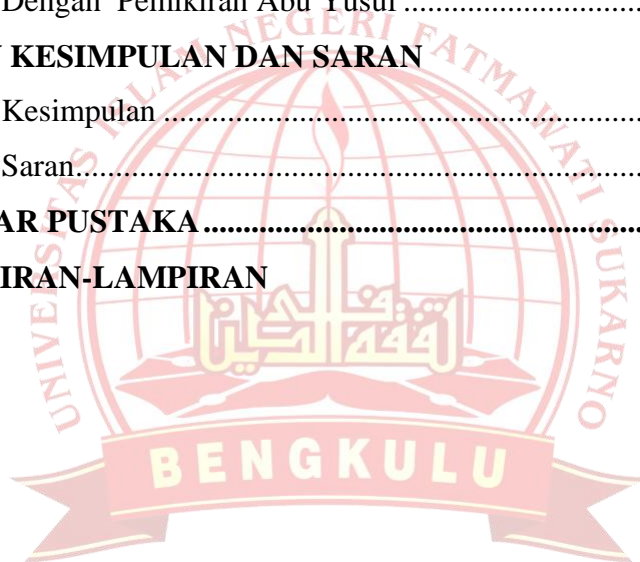 Dengan Pemikiran Abu Yusuf ..............................
KESIMPULAN DAN SARAN
Kesimpulan ............................................................
Saran.......................................................................
AR PUSTAKA.......................................................
IRAN-LAMPIRAN
UNIVERSITAS ISLAM NEGERI FATMAWATI SUKARNO
BENGKULU